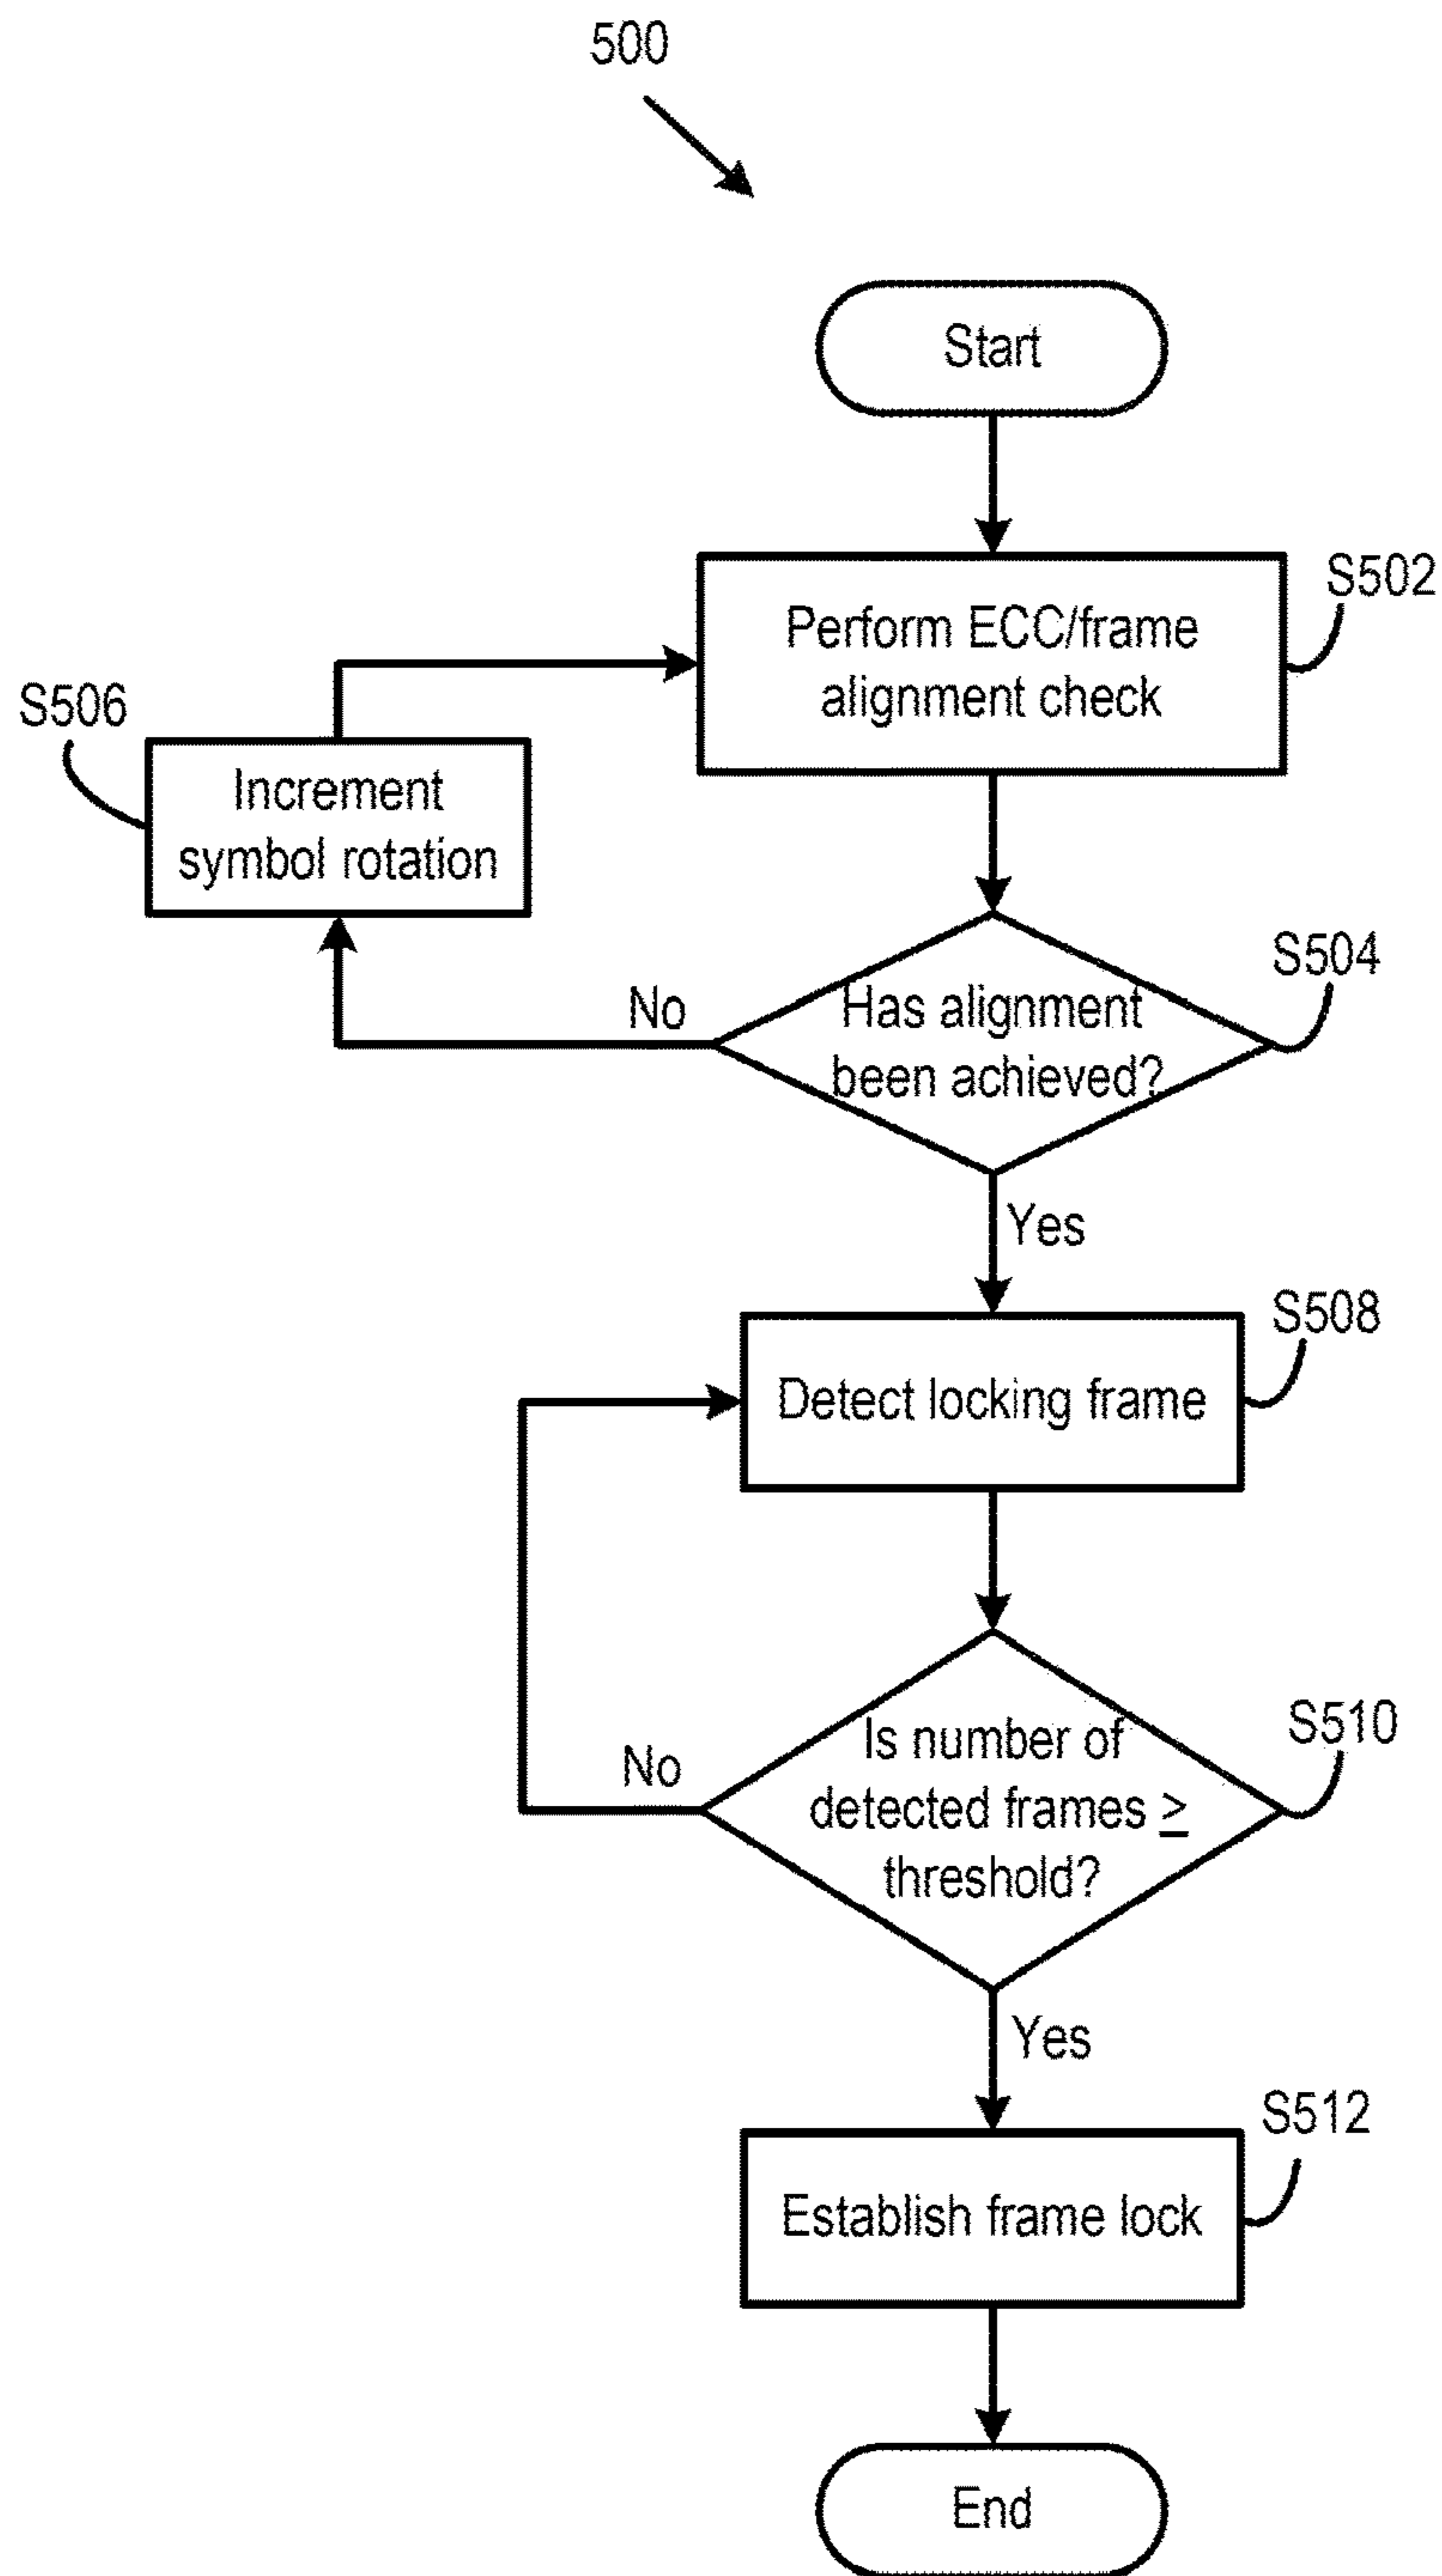 500
Start
S502
Perform ECC/frame
alignment check
S506
Increment
symbol rotation
S504
No
Has alignment
been achieved?
Yes
S508
Detect locking frame
S510
No
Is number of
detected frames ≥
threshold?
Yes
S512
Establish frame lock
End